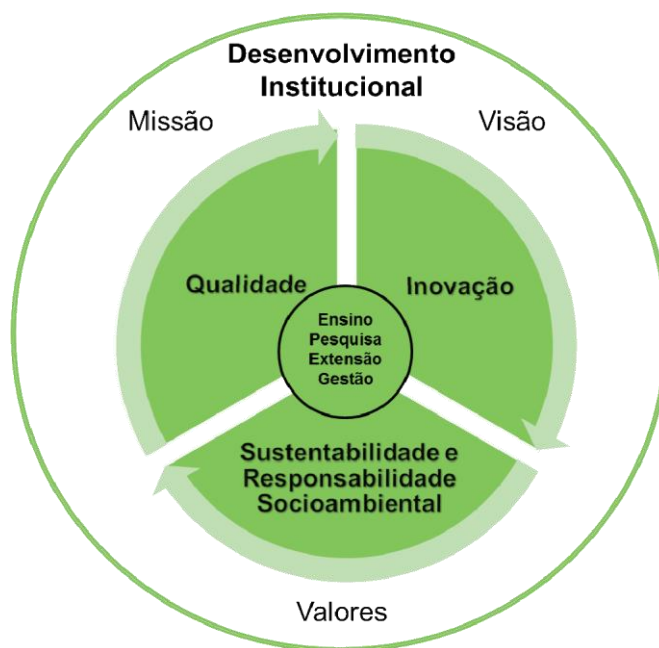 Desenvolvimento
Institucional
Missão
Visão
Qualidade
Inovação
Ensino
Pesquisa
Extensão
Gestão
Sustentabilidade e
Responsabilidade
Socioambiental
Valores